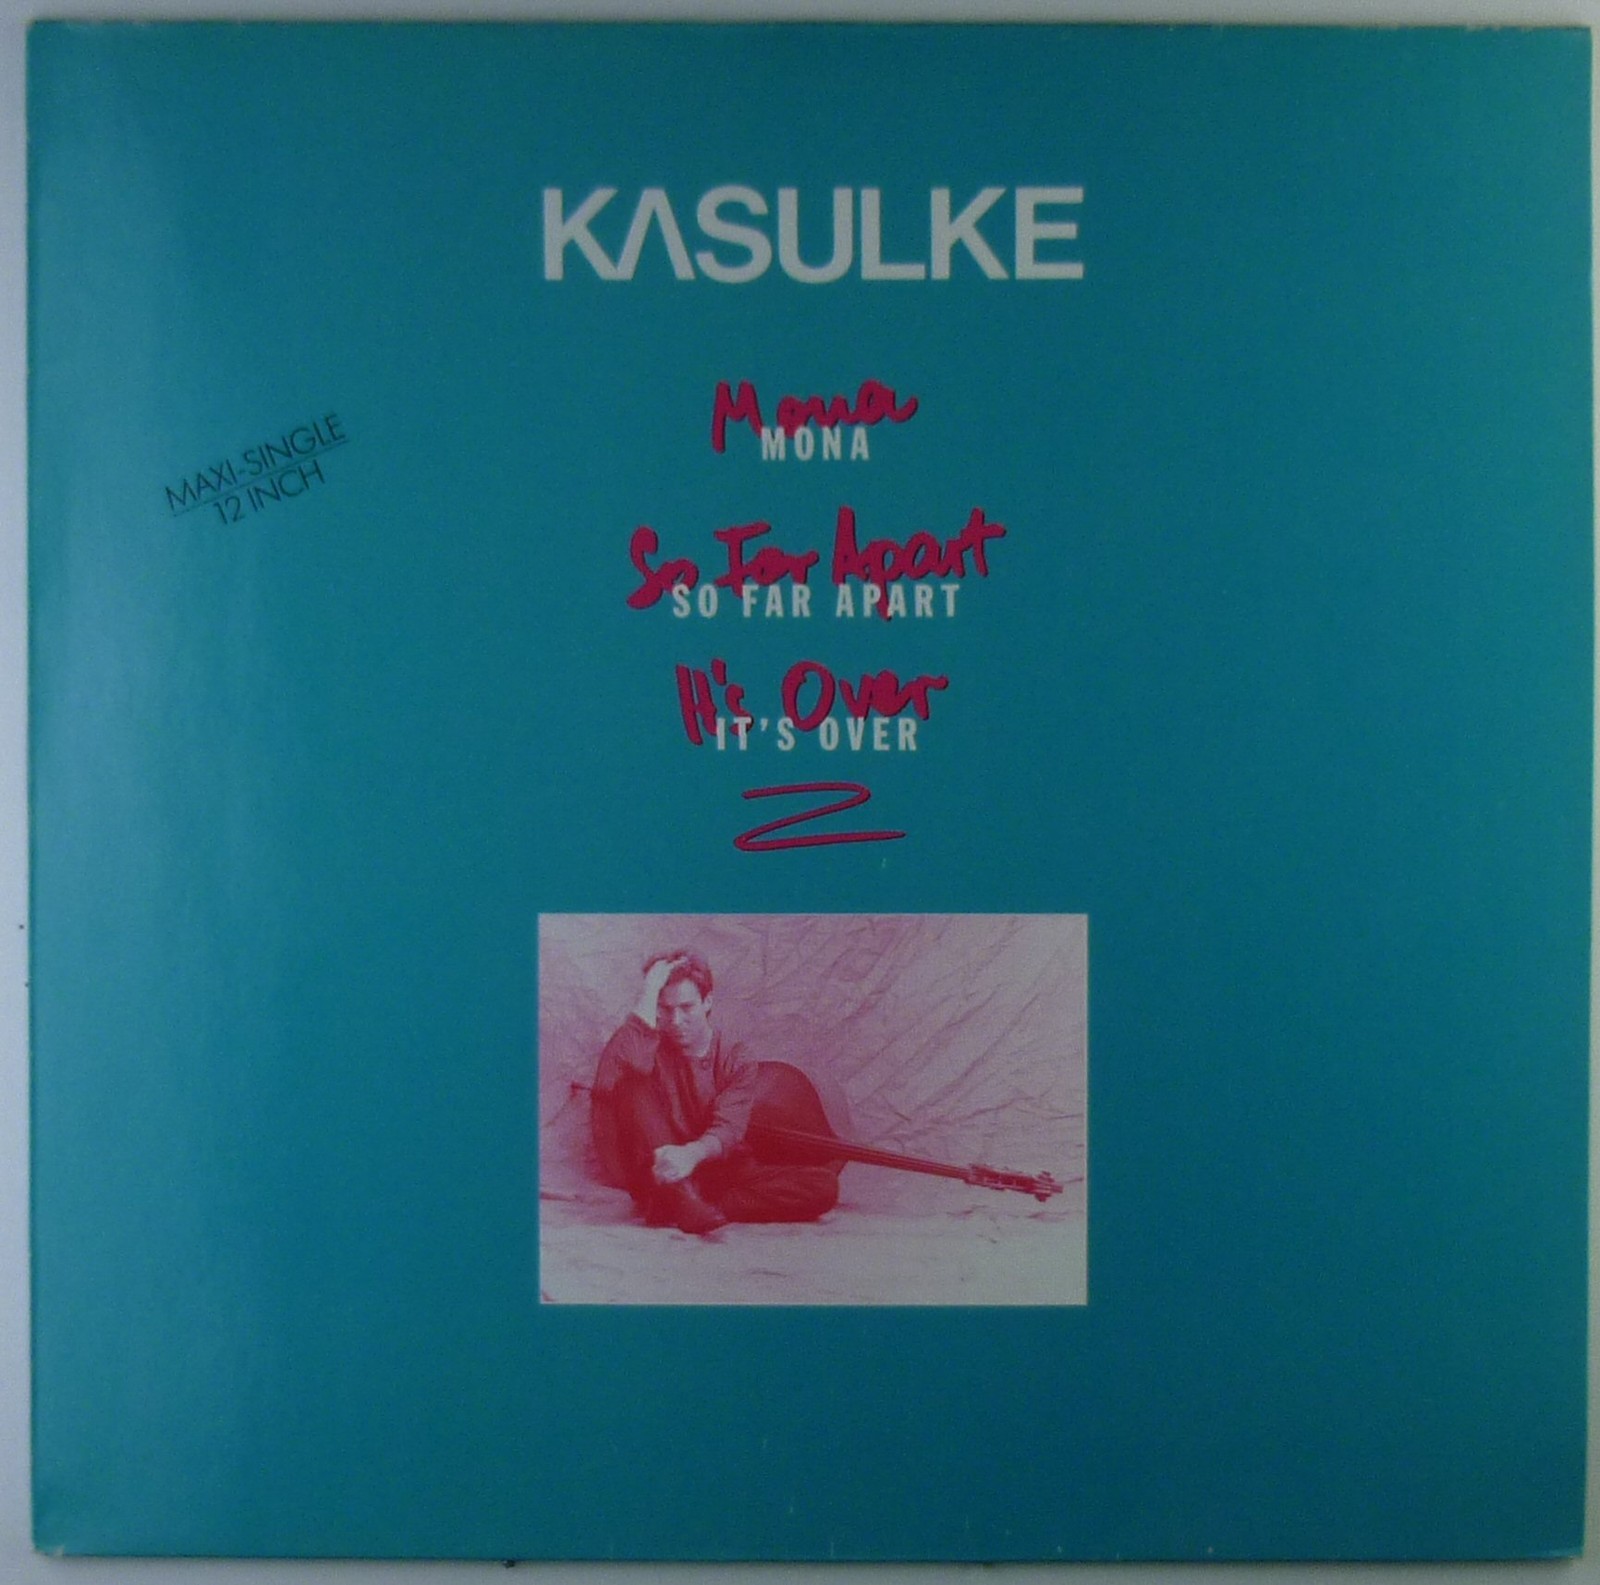 KASULKE
Mona
MONA
MAXI-SINGLE
12 INCH
So Far Apart
SO FAR APART
It's Over
IT'S OVER